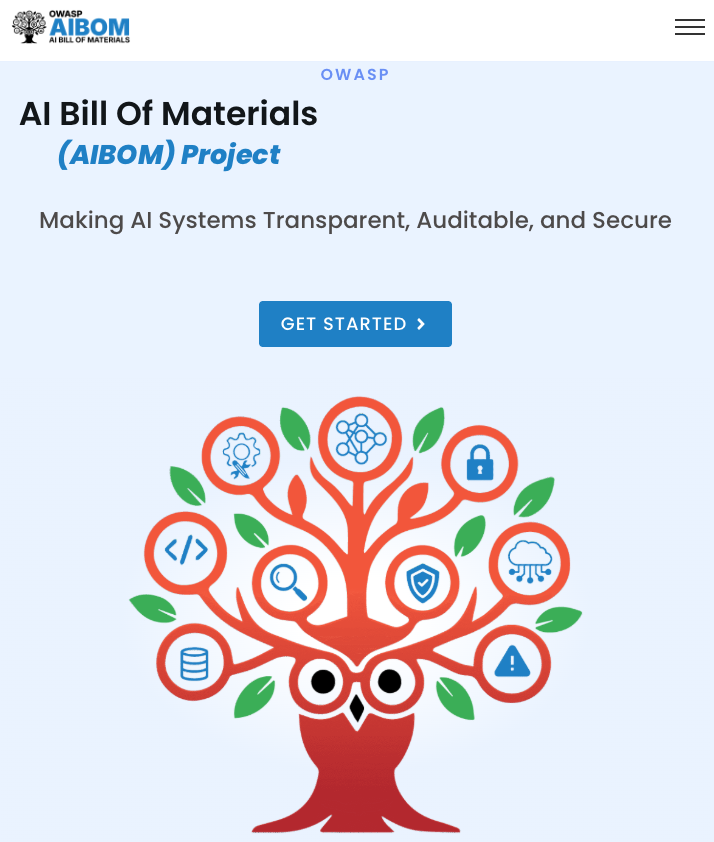 OWASP
AIBOM
AI BILL OF MATERIALS
OWASP
AI Bill Of Materials
(AIBOM) Project
Making AI Systems Transparent, Auditable, and Secure
GET STARTED